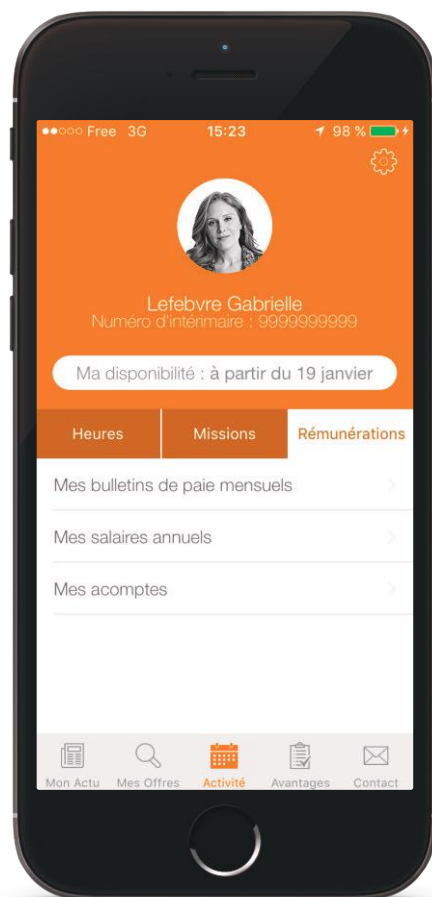 Free 3G 15:23 98 %
Lefebvre Gabrielle
Numéro d'intérimaire : 9999999999
Ma disponibilité : à partir du 19 janvier
Heures Missions Rémunérations
Mes bulletins de paie mensuels
Mes salaires annuels
Mes acomptes
Mon Actu Mes Offres Activité Avantages Contact